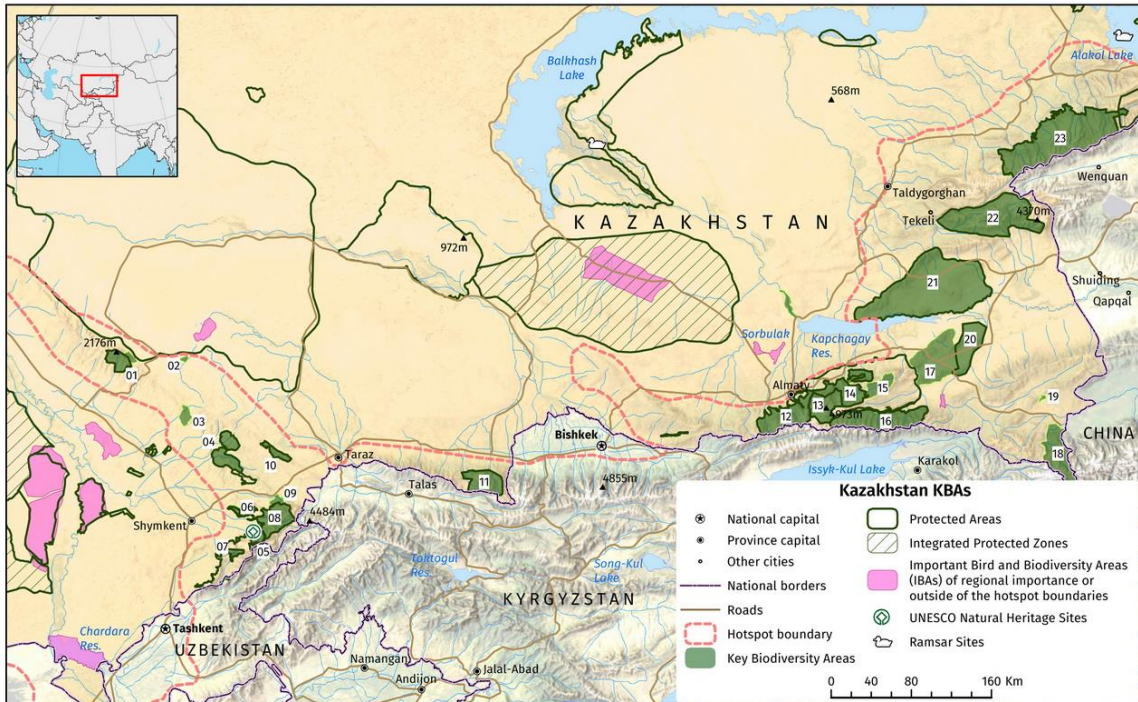 Balkhash
Lake
Alakol Lake
568m
23
Wenquan
Taldygorghan
Tekeli
22
4370m
KAZAKHSTAN
972m
21
Shuiding
Qapqal
Sorbulak
Kapchagay
Res.
2176m
01
02
20
17
Almaty
15
14
13
12
4973m
16
19
03
04
10
Bishkek
Taraz
CHINA
18
Issyk-Kul Lake
Karakol
11
Talas
4855m
09
06
08
4484m
Shymkent
07
05
Toktogul
Res.
Song-Kul
Lake
KYRGYZSTAN
Chardara
Res.
Tashkent
UZBEKISTAN
Namangan
Jalal-Abad
Andijon
Kazakhstan KBAs
National capital
Province capital
Other cities
National borders
Roads
Hotspot boundary
Key Biodiversity Areas
Protected Areas
Integrated Protected Zones
Important Bird and Biodiversity Areas
(IBAs) of regional importance or
outside of the hotspot boundaries
UNESCO Natural Heritage Sites
Ramsar Sites
0 40 80 160 Km